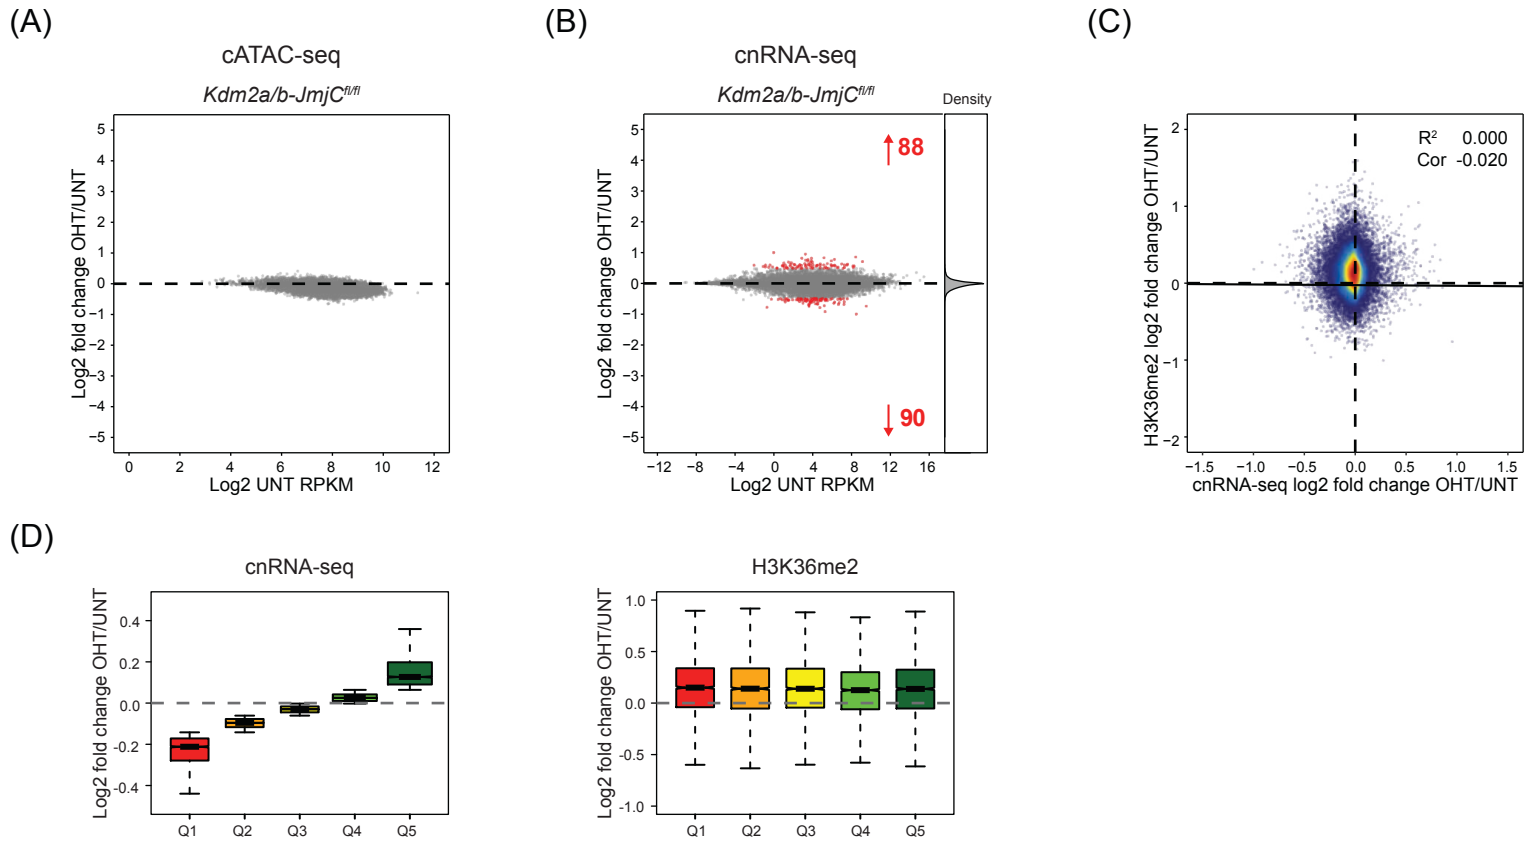 (A)
cATAC-seq
Kdm2a/b-JmjC^fl/fl
Log2 fold change OHT/UNT
5
4
3
2
1
0
−1
−2
−3
−4
−5
0 2 4 6 8 10 12
Log2 UNT RPKM
(B)
cnRNA-seq
Kdm2a/b-JmjC^fl/fl
Density
Log2 fold change OHT/UNT
5
4
3
2
1
0
−1
−2
−3
−4
−5
88
90
−12 −8 −4 0 4 8 12 16
Log2 UNT RPKM
(C)
H3K36me2 log2 fold change OHT/UNT
2
1
0
−1
−2
R² 0.000
Cor -0.020
−1.5 −1.0 −0.5 0.0 0.5 1.0 1.5
cnRNA-seq log2 fold change OHT/UNT
(D)
cnRNA-seq
Log2 fold change OHT/UNT
0.4
0.2
0.0
-0.2
-0.4
Q1 Q2 Q3 Q4 Q5
H3K36me2
Log2 fold change OHT/UNT
1.0
0.5
0.0
-0.5
-1.0
Q1 Q2 Q3 Q4 Q5